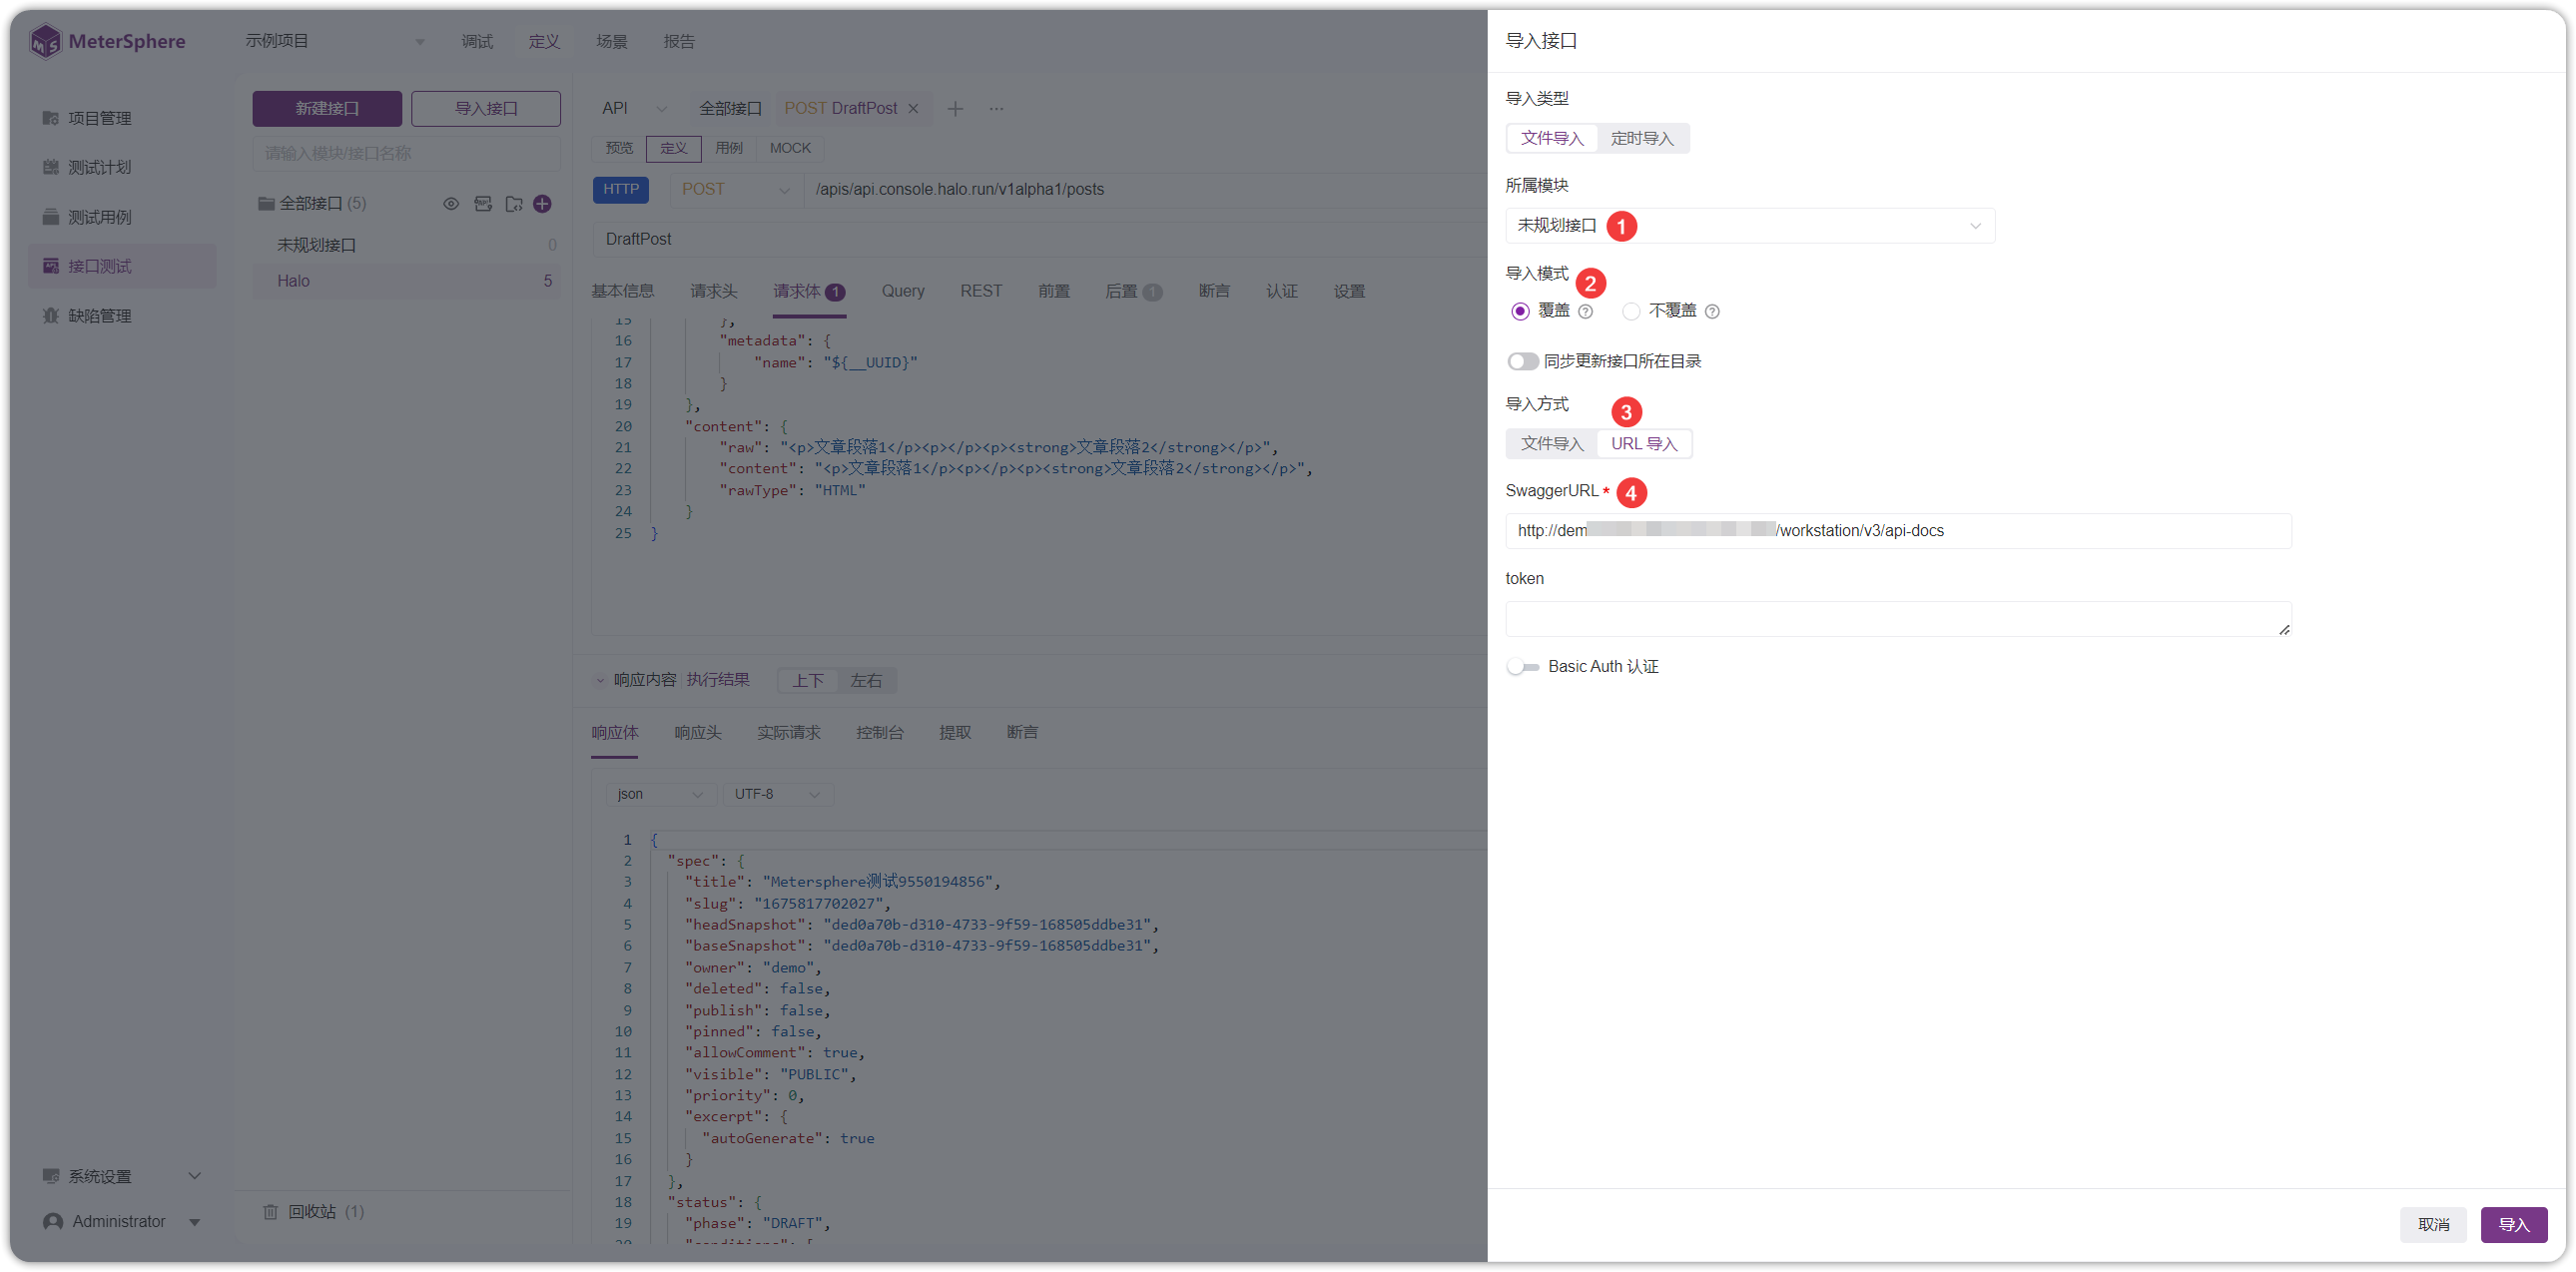 MeterSphere
示例项目
调试 定义 场景 报告
项目管理
测试计划
测试用例
接口测试
缺陷管理
系统设置
Administrator
新建接口 导入接口
请输入模块/接口名称
全部接口 (5)
未规划接口 0
Halo 5
回收站 (1)
API 全部接口 POST DraftPost
预览 定义 用例 MOCK
HTTP POST /apis/api.console.halo.run/v1alpha1/posts
DraftPost
基本信息 请求头 请求体 1 Query REST 前置 后置 1 断言 认证 设置
15 },
16 "metadata": {
17 "name": "${__UUID}"
18 }
19 },
20 "content": {
21 "raw": "<p>文章段落1</p><p></p><p><strong>文章段落2</strong></p>",
22 "content": "<p>文章段落1</p><p></p><p><strong>文章段落2</strong></p>",
23 "rawType": "HTML"
24 }
25 }
响应内容 执行结果 上下 左右
响应体 响应头 实际请求 控制台 提取 断言
json UTF-8
1 {
2 "spec": {
3 "title": "Metersphere测试9550194856",
4 "slug": "1675817702027",
5 "headSnapshot": "ded0a70b-d310-4733-9f59-168505ddbe31",
6 "baseSnapshot": "ded0a70b-d310-4733-9f59-168505ddbe31",
7 "owner": "demo",
8 "deleted": false,
9 "publish": false,
10 "pinned": false,
11 "allowComment": true,
12 "visible": "PUBLIC",
13 "priority": 0,
14 "excerpt": {
15 "autoGenerate": true
16 }
17 },
18 "status": {
19 "phase": "DRAFT",
20 "conditions": [
导入接口
导入类型
文件导入 定时导入
所属模块
未规划接口 1
导入模式 2
覆盖 不覆盖
同步更新接口所在目录
导入方式 3
文件导入 URL 导入
SwaggerURL * 4
http://dem /workstation/v3/api-docs
token
Basic Auth 认证
取消 导入